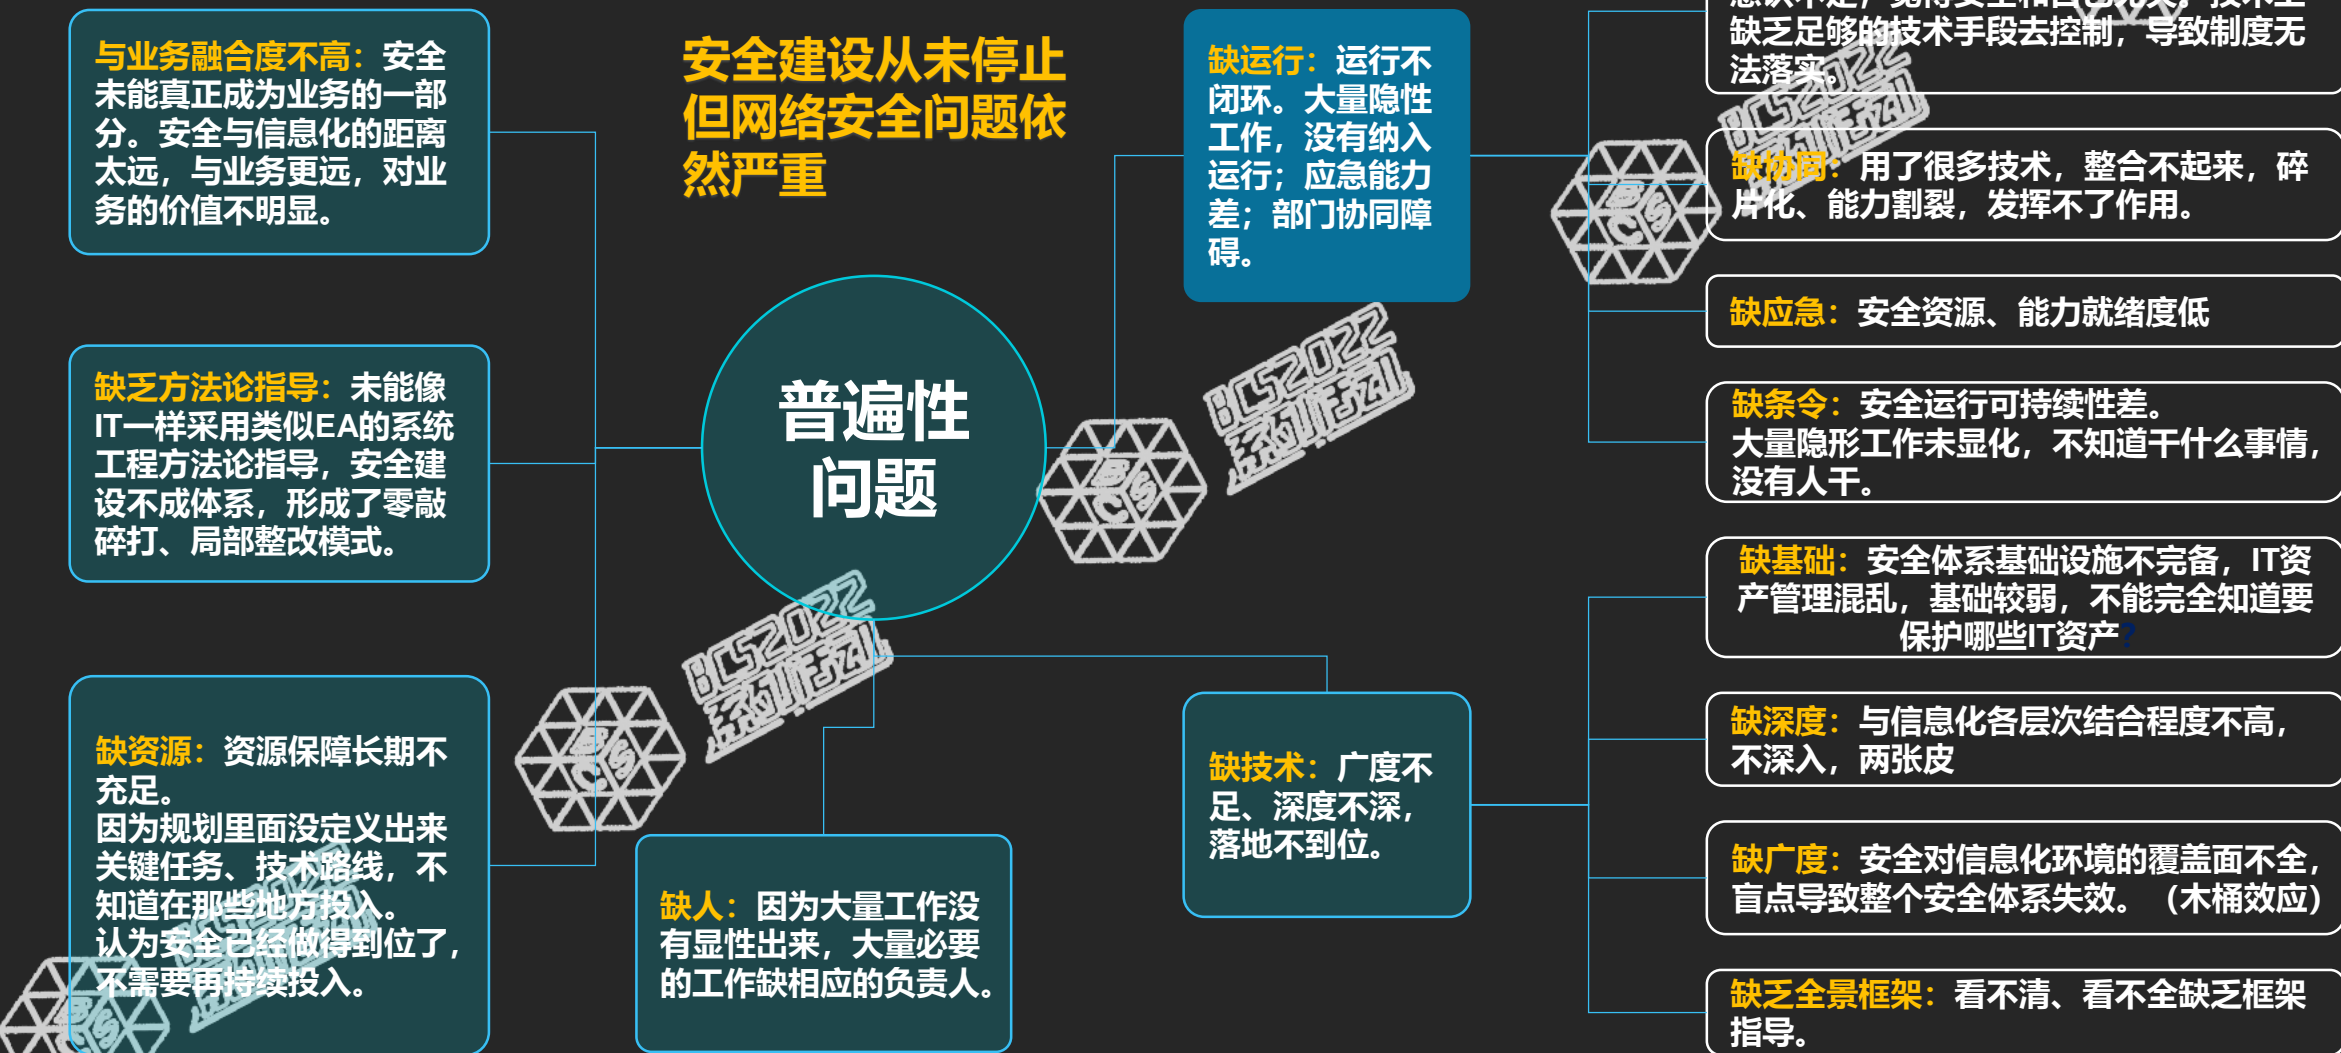 与业务融合度不高：安全
未能真正成为业务的一部
分。安全与信息化的距离
太远，与业务更远，对业
务的价值不明显。
缺乏方法论指导：未能像
IT一样采用类似EA的系统
工程方法论指导，安全建
设不成体系，形成了零敲
碎打、局部整改模式。
缺资源：资源保障长期不
充足。
因为规划里面没定义出来
关键任务、技术路线，不
知道在那些地方投入。
认为安全已经做得到位了，
不需要再持续投入。
安全建设从未停止
但网络安全问题依
然严重
普遍性
问题
缺人：因为大量工作没
有显性出来，大量必要
的工作缺相应的负责人。
缺运行：运行不
闭环。大量隐性
工作，没有纳入
运行；应急能力
差；部门协同障
碍。
缺技术：广度不
足、深度不深，
落地不到位。
意识不足，觉得安全和自己无关。技术上
缺乏足够的技术手段去控制，导致制度无
法落实。
缺协同：用了很多技术，整合不起来，碎
片化、能力割裂，发挥不了作用。
缺应急：安全资源、能力就绪度低
缺条令：安全运行可持续性差。
大量隐形工作未显化，不知道干什么事情，
没有人干。
缺基础：安全体系基础设施不完备，IT资
产管理混乱，基础较弱，不能完全知道要
保护哪些IT资产？
缺深度：与信息化各层次结合程度不高，
不深入，两张皮
缺广度：安全对信息化环境的覆盖面不全，
盲点导致整个安全体系失效。（木桶效应）
缺乏全景框架：看不清、看不全缺乏框架
指导。
BCS2022
BCS
BCS2022
BCS
BCS2022
BCS
BCS